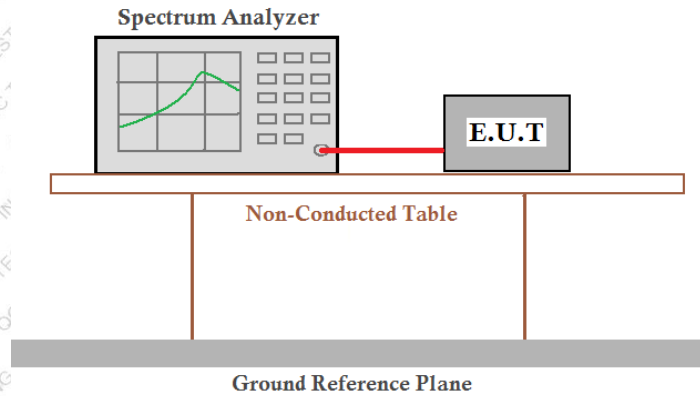 Spectrum Analyzer
E.U.T
Non-Conducted Table
Ground Reference Plane